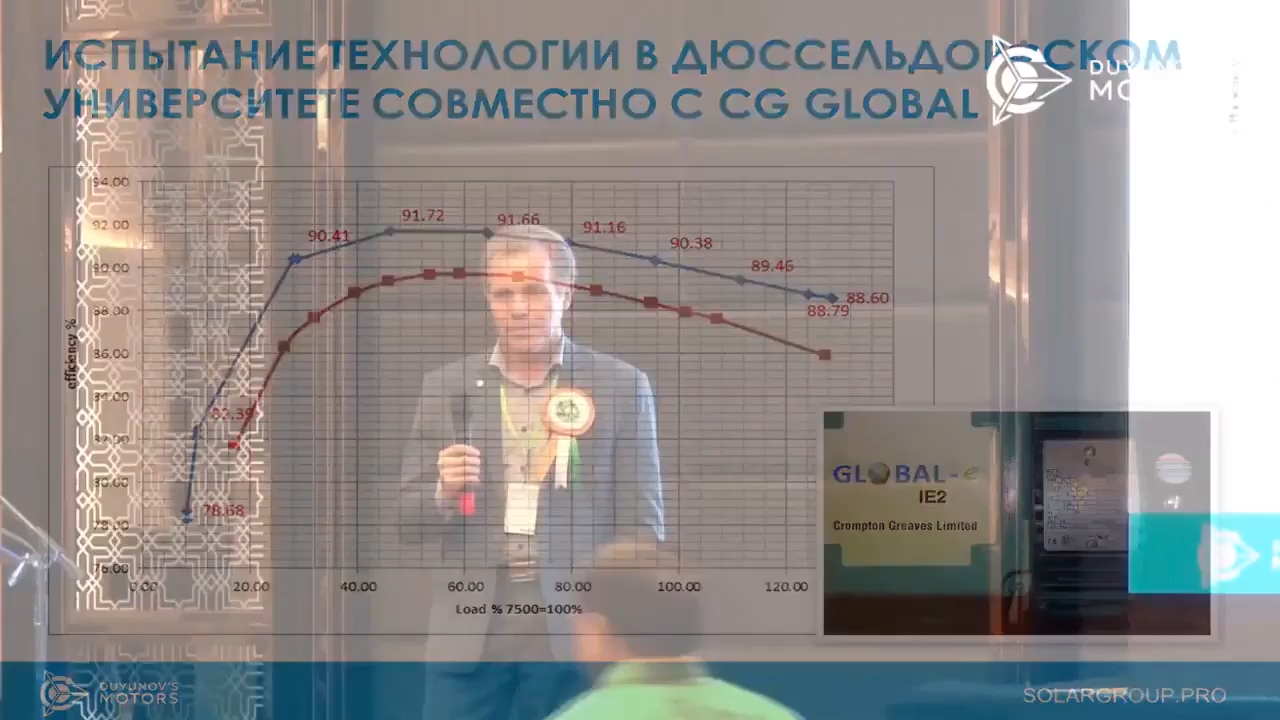 ИСПЫТАНИЕ ТЕХНОЛОГИИ В ДЮССЕЛЬДОРФСКОМ
УНИВЕРСИТЕТЕ СОВМЕСТНО С CG GLOBAL
94.00
92.00
90.00
88.00
86.00
84.00
82.00
80.00
78.00
76.00
efficiency %
91.72
91.66
91.16
90.41
90.38
89.46
88.60
88.79
82.39
78.68
0.00 20.00 40.00 60.00 80.00 100.00 120.00
Load % 7500=100%
GLOBAL-e
IE2
Crompton Greaves Limited
DUYUNOV'S
MOTORS
SOLARGROUP.PRO